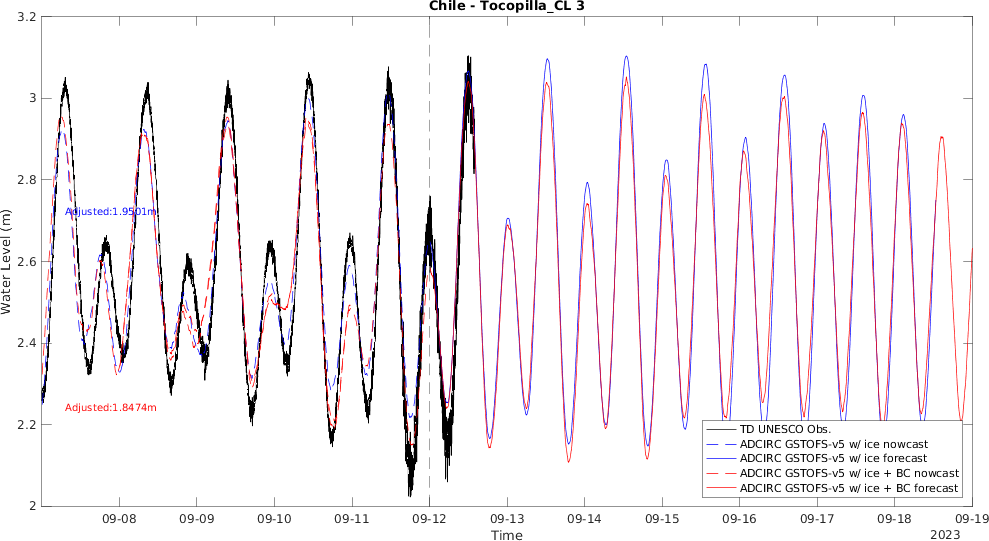 Chile - Tocopilla_CL 3
3.2
3
2.8
2.6
2.4
2.2
2
Water Level (m)
Adjusted:1.9501m
Adjusted:1.8474m
TD UNESCO Obs.
ADCIRC GSTOFS-v5 w/ ice nowcast
ADCIRC GSTOFS-v5 w/ ice forecast
ADCIRC GSTOFS-v5 w/ ice + BC nowcast
ADCIRC GSTOFS-v5 w/ ice + BC forecast
09-08 09-09 09-10 09-11 09-12 09-13 09-14 09-15 09-16 09-17 09-18 09-19
Time
2023